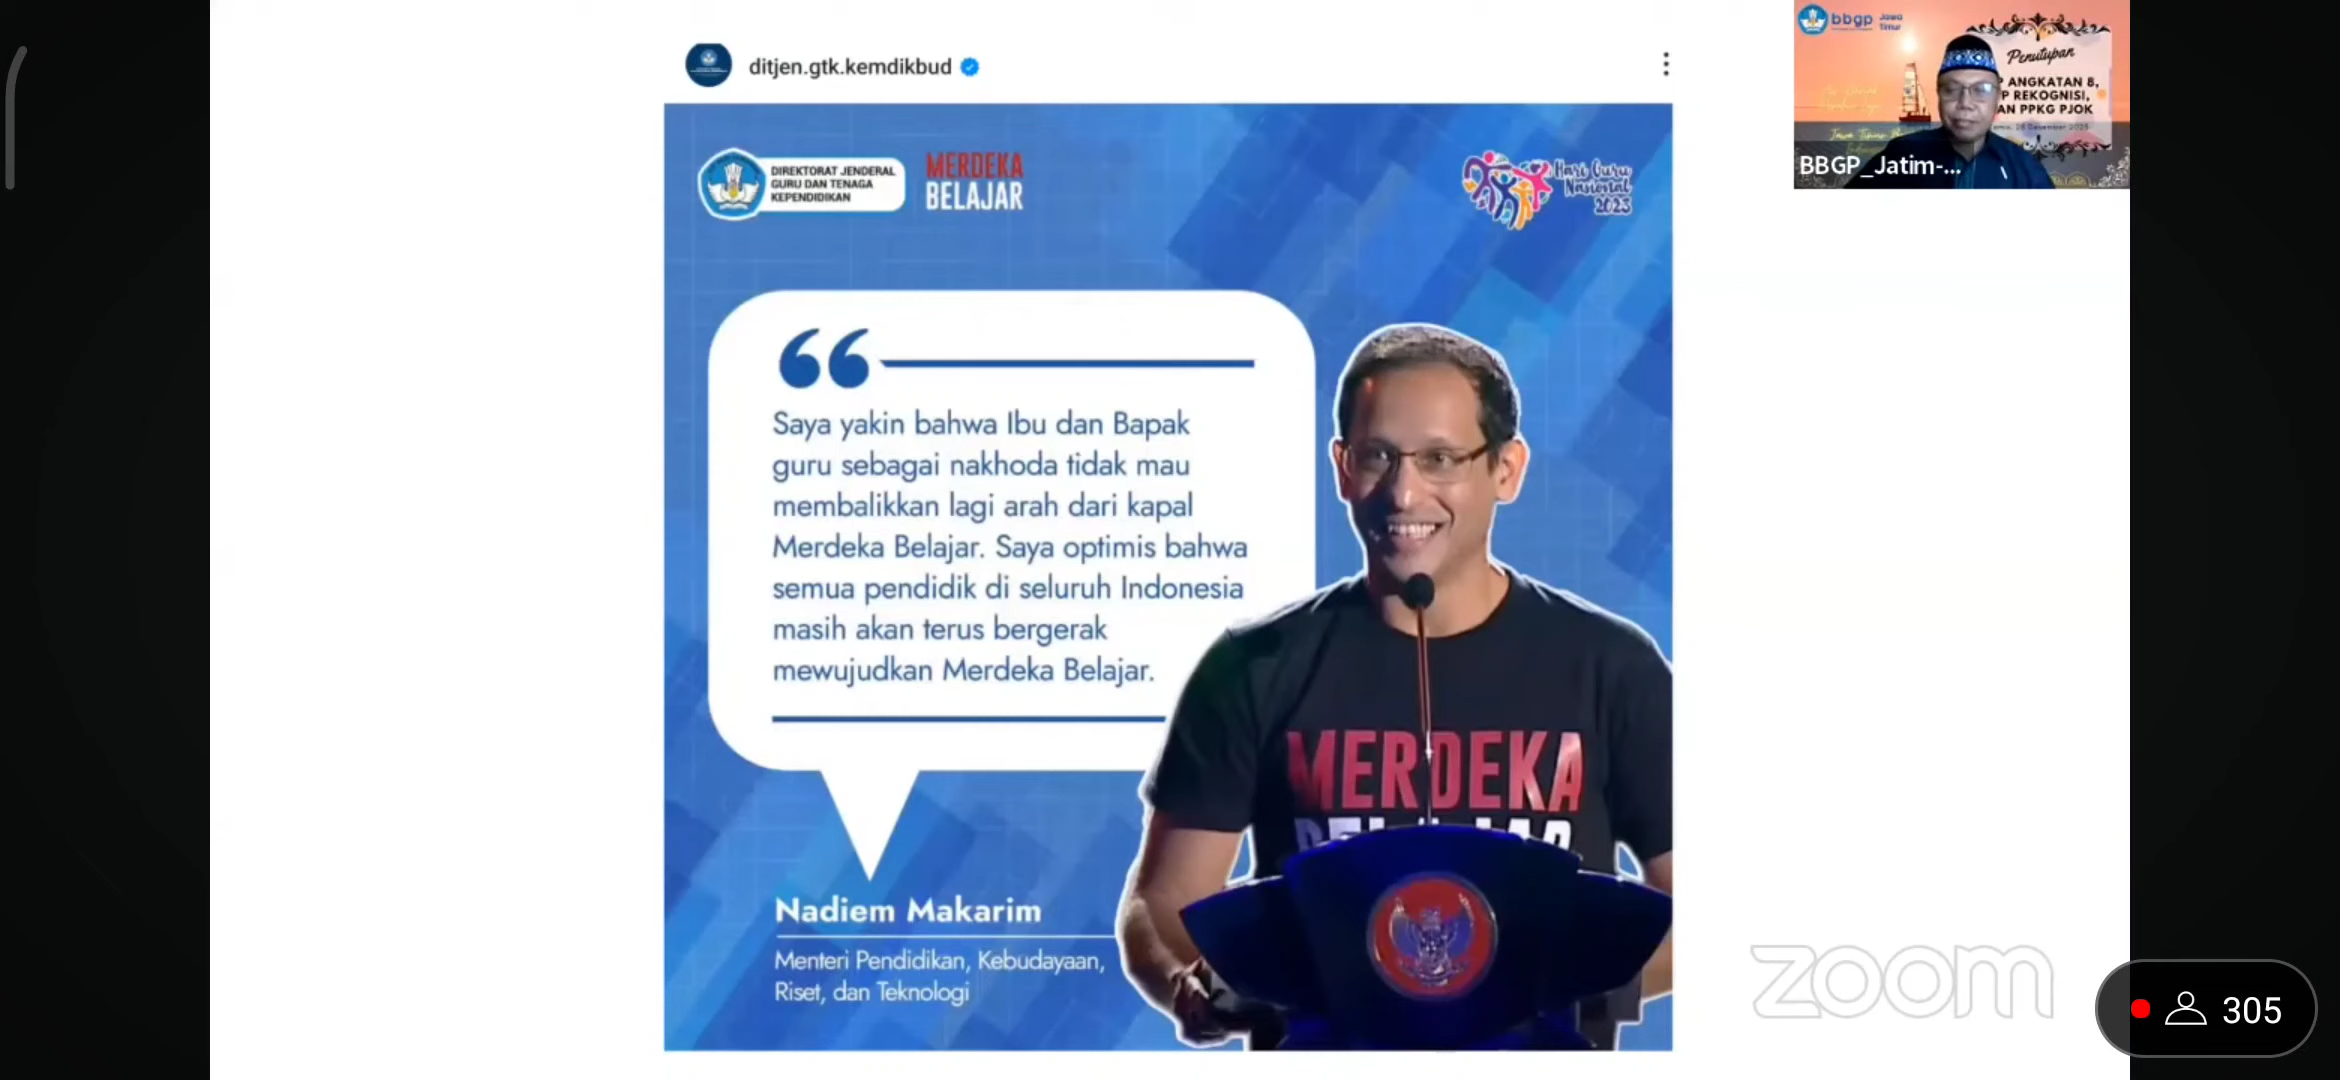 ditjen.gtk.kemdikbud
DIREKTORAT JENDERAL
GURU DAN TENAGA
KEPENDIDIKAN
MERDEKA
BELAJAR
Hari Guru
Nasional
2023
Saya yakin bahwa Ibu dan Bapak
guru sebagai nakhoda tidak mau
membalikkan lagi arah dari kapal
Merdeka Belajar. Saya optimis bahwa
semua pendidik di seluruh Indonesia
masih akan terus bergerak
mewujudkan Merdeka Belajar.
Nadiem Makarim
Menteri Pendidikan, Kebudayaan,
Riset, dan Teknologi
MERDEKA
bbgp Jawa
Timur
Penutupan
ANGKATAN 8,
P REKOGNISI,
AN PPKG PJOK
BBGP_Jatim-...
zoom
305